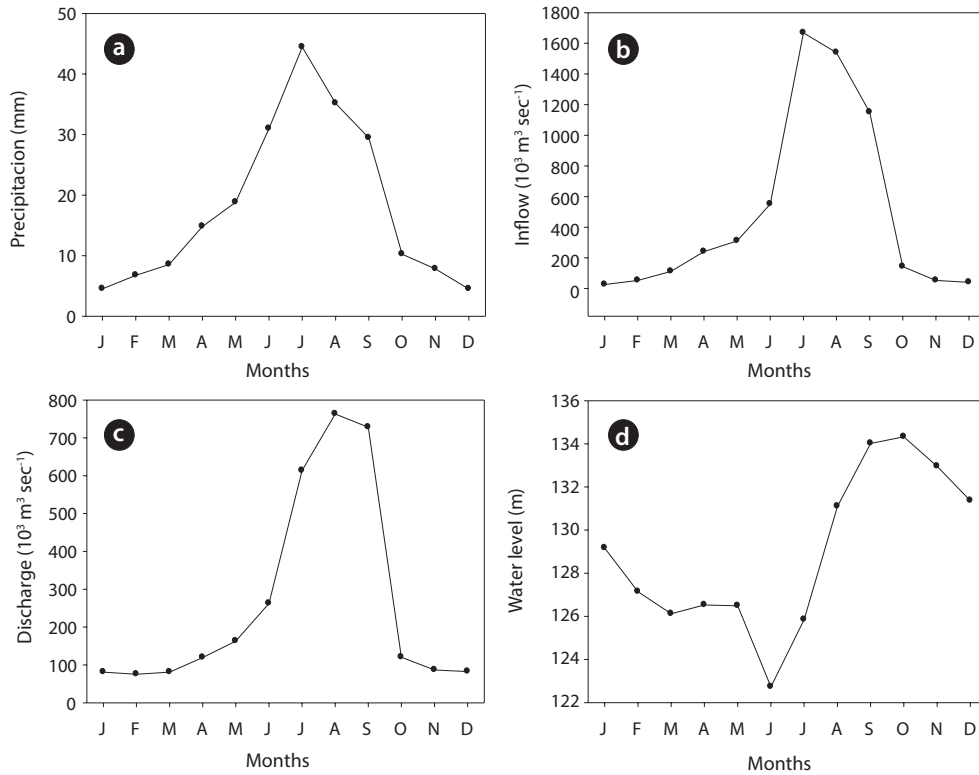 a
Precipitacion (mm)
50
40
30
20
10
0
J F M A M J J A S O N D
Months
b
Inflow (10³ m³ sec⁻¹)
1800
1600
1400
1200
1000
800
600
400
200
0
J F M A M J J A S O N D
Months
c
Discharge (10³ m³ sec⁻¹)
800
700
600
500
400
300
200
100
0
J F M A M J J A S O N D
Months
d
Water level (m)
136
134
131
130
128
126
124
122
J F M A M J J A S O N D
Months